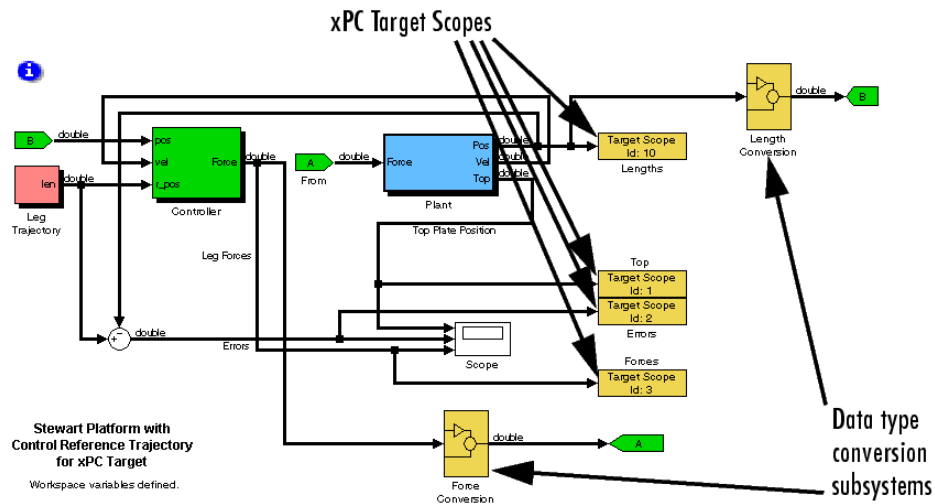 xPC Target Scopes
i
B
double
pos
vel
r_pos
Force
double
Controller
len
double
Leg
Trajectory
A
From
double
Force
Pos
Vel
Top
double
double
double
Plant
Top Plate Position
Target Scope
Id: 10
Lengths
double
B
Length
Conversion
Leg Forces
Top
Target Scope
Id: 1
Target Scope
Id: 2
Errors
double
Errors
Scope
Forces
Target Scope
Id: 3
Stewart Platform with
Control Reference Trajectory
for xPC Target
Workspace variables defined.
double
A
Force
Conversion
Data type
conversion
subsystems